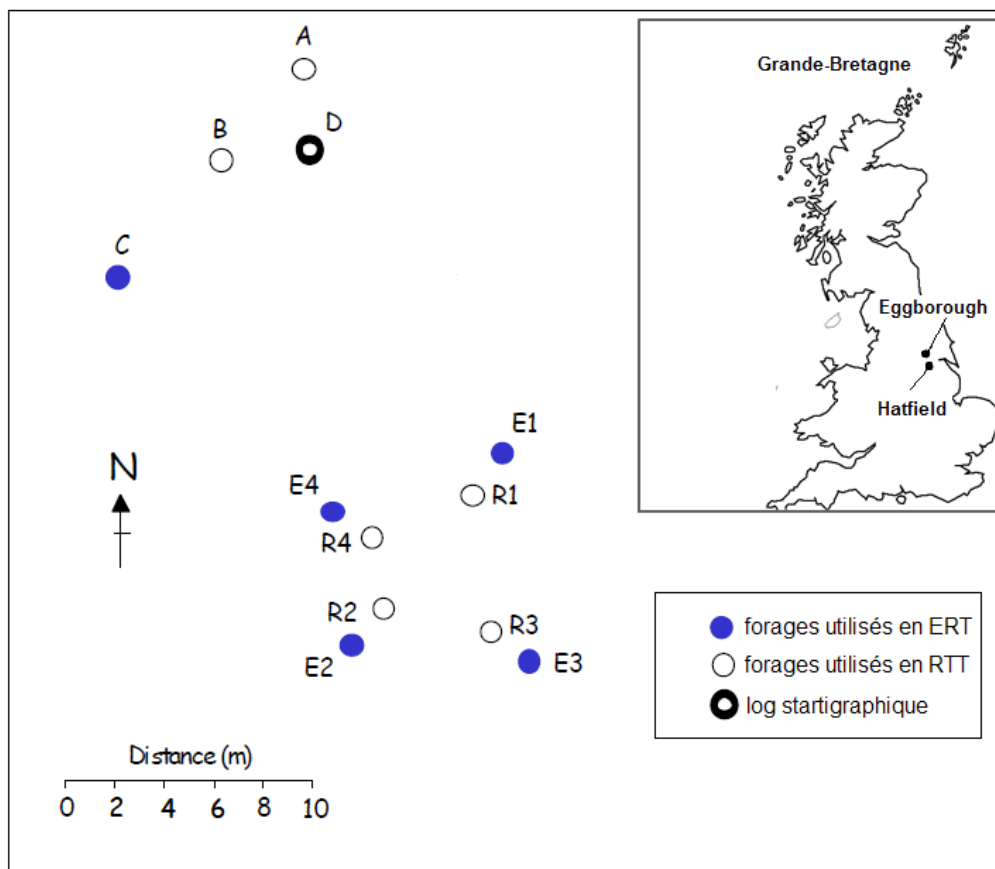 A
B
D
C
N
E1
R1
E4
R4
R2
E2
R3
E3
Distance (m)
0 2 4 6 8 10
Grande-Bretagne
Eggborough
Hatfield
forages utilisés en ERT
forages utilisés en RTT
log startigraphique